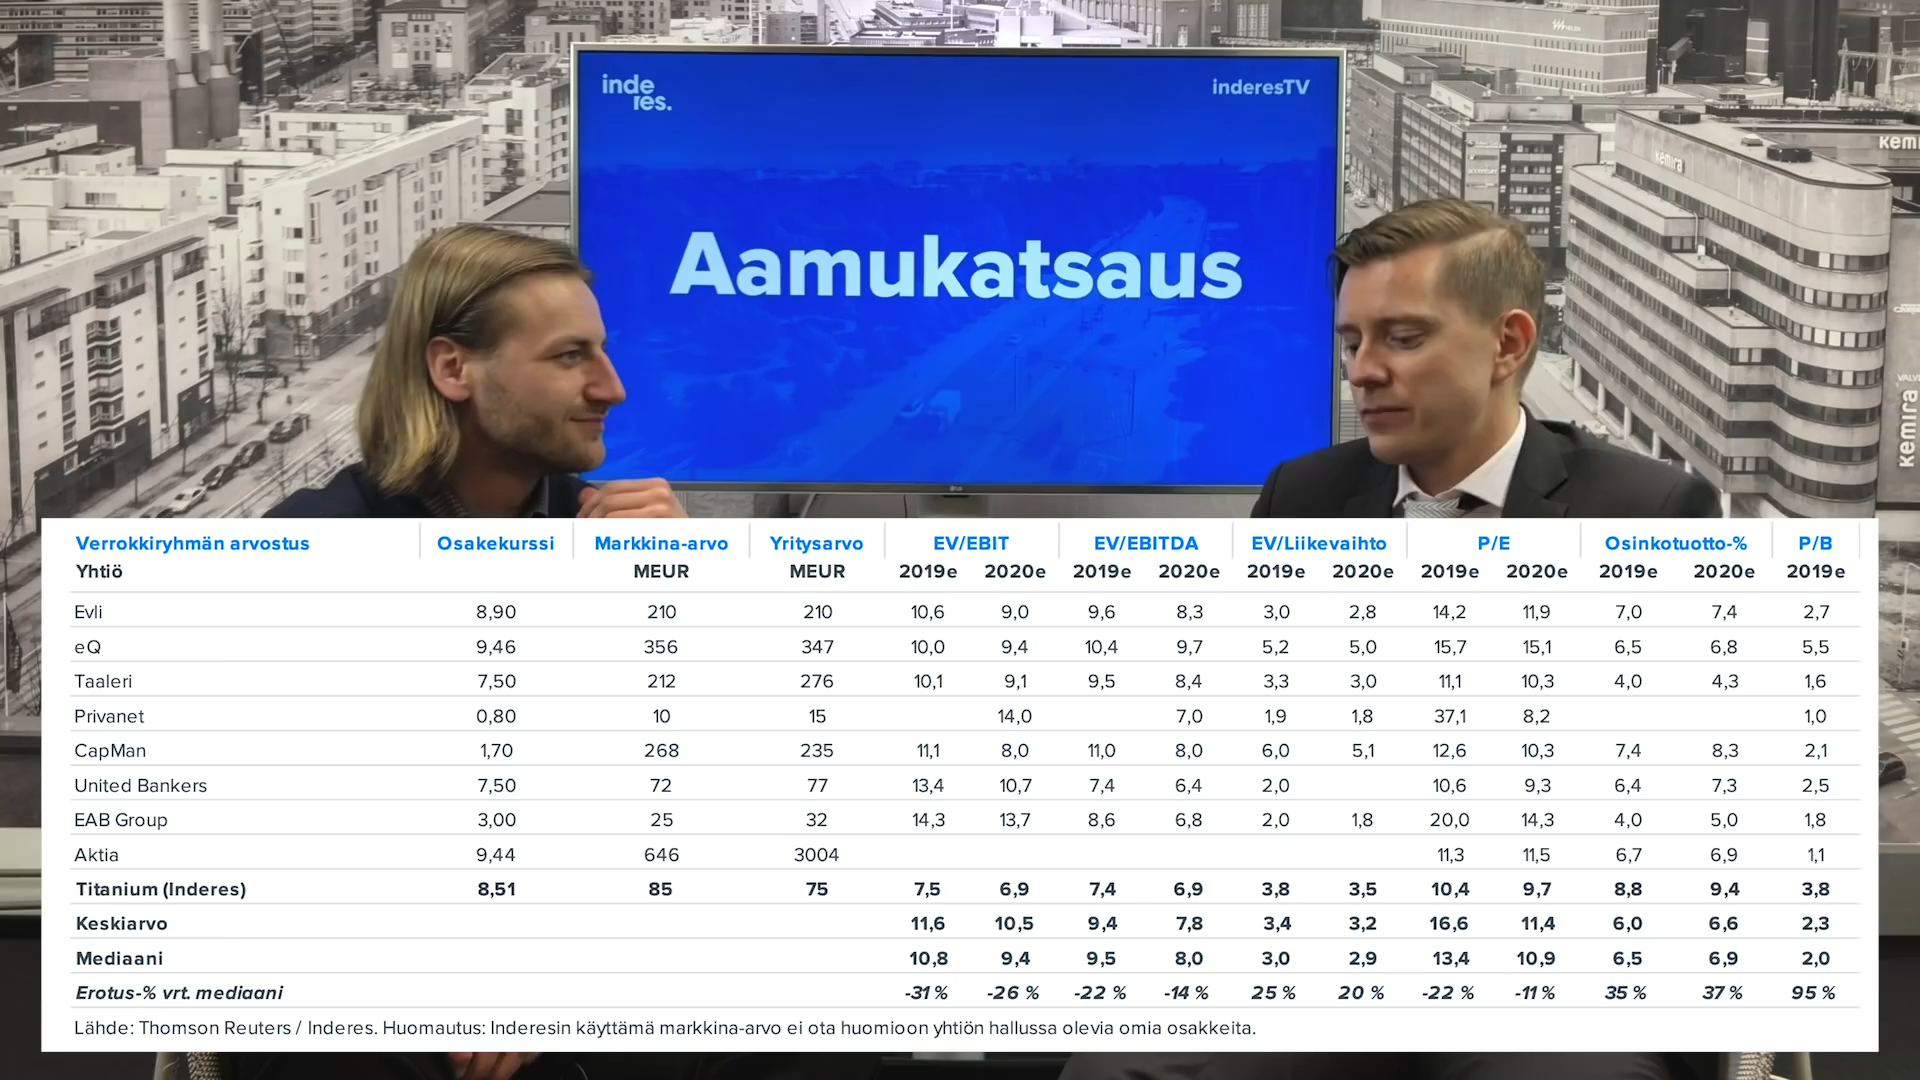 inde
res.
inderesTV
Aamukatsaus
HELEN
accenture
kemira
kemi
VALV
kemira
LG
Verrokkiryhmän arvostus Osakekurssi Markkina-arvo Yritysarvo EV/EBIT EV/EBITDA EV/Liikevaihto P/E Osinkotuotto-% P/B
Yhtiö MEUR MEUR 2019e 2020e 2019e 2020e 2019e 2020e 2019e 2020e 2019e 2020e 2019e
Evli 8,90 210 210 10,6 9,0 9,6 8,3 3,0 2,8 14,2 11,9 7,0 7,4 2,7
eQ 9,46 356 347 10,0 9,4 10,4 9,7 5,2 5,0 15,7 15,1 6,5 6,8 5,5
Taaleri 7,50 212 276 10,1 9,1 9,5 8,4 3,3 3,0 11,1 10,3 4,0 4,3 1,6
Privanet 0,80 10 15 14,0 7,0 1,9 1,8 37,1 8,2 1,0
CapMan 1,70 268 235 11,1 8,0 11,0 8,0 6,0 5,1 12,6 10,3 7,4 8,3 2,1
United Bankers 7,50 72 77 13,4 10,7 7,4 6,4 2,0 10,6 9,3 6,4 7,3 2,5
EAB Group 3,00 25 32 14,3 13,7 8,6 6,8 2,0 1,8 20,0 14,3 4,0 5,0 1,8
Aktia 9,44 646 3004 11,3 11,5 6,7 6,9 1,1
Titanium (Inderes) 8,51 85 75 7,5 6,9 7,4 6,9 3,8 3,5 10,4 9,7 8,8 9,4 3,8
Keskiarvo 11,6 10,5 9,4 7,8 3,4 3,2 16,6 11,4 6,0 6,6 2,3
Mediaani 10,8 9,4 9,5 8,0 3,0 2,9 13,4 10,9 6,5 6,9 2,0
Erotus-% vrt. mediaani -31 % -26 % -22 % -14 % 25 % 20 % -22 % -11 % 35 % 37 % 95 %
Lähde: Thomson Reuters / Inderes. Huomautus: Inderesin käyttämä markkina-arvo ei ota huomioon yhtiön hallussa olevia omia osakkeita.